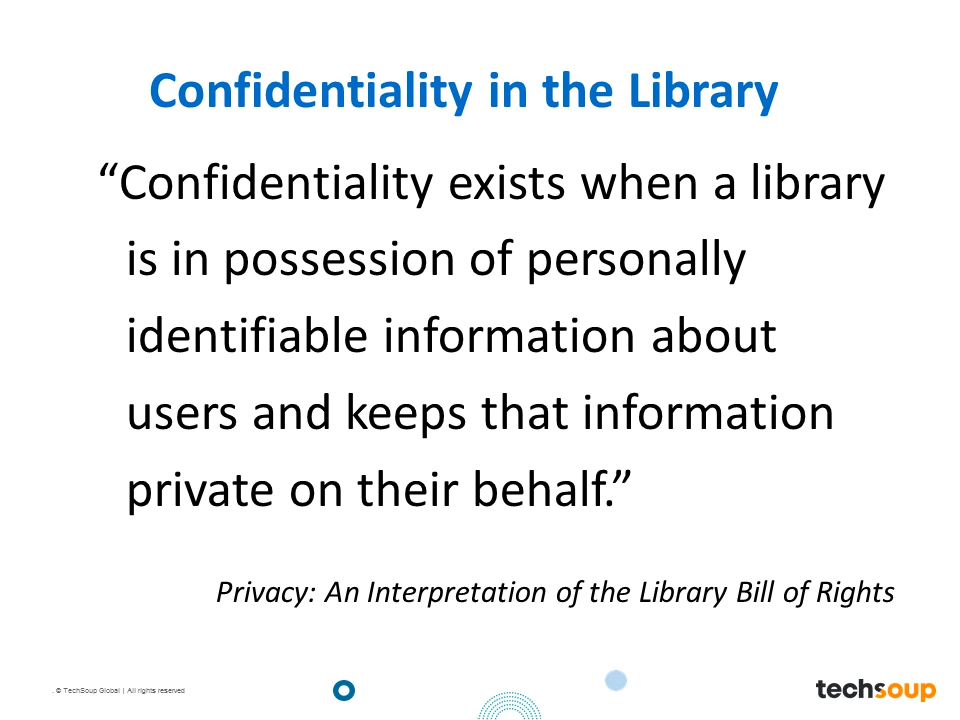 Confidentiality in the Library
“Confidentiality exists when a library
is in possession of personally
identifiable information about
users and keeps that information
private on their behalf.”
Privacy: An Interpretation of the Library Bill of Rights
. © TechSoup Global | All rights reserved
techsoup